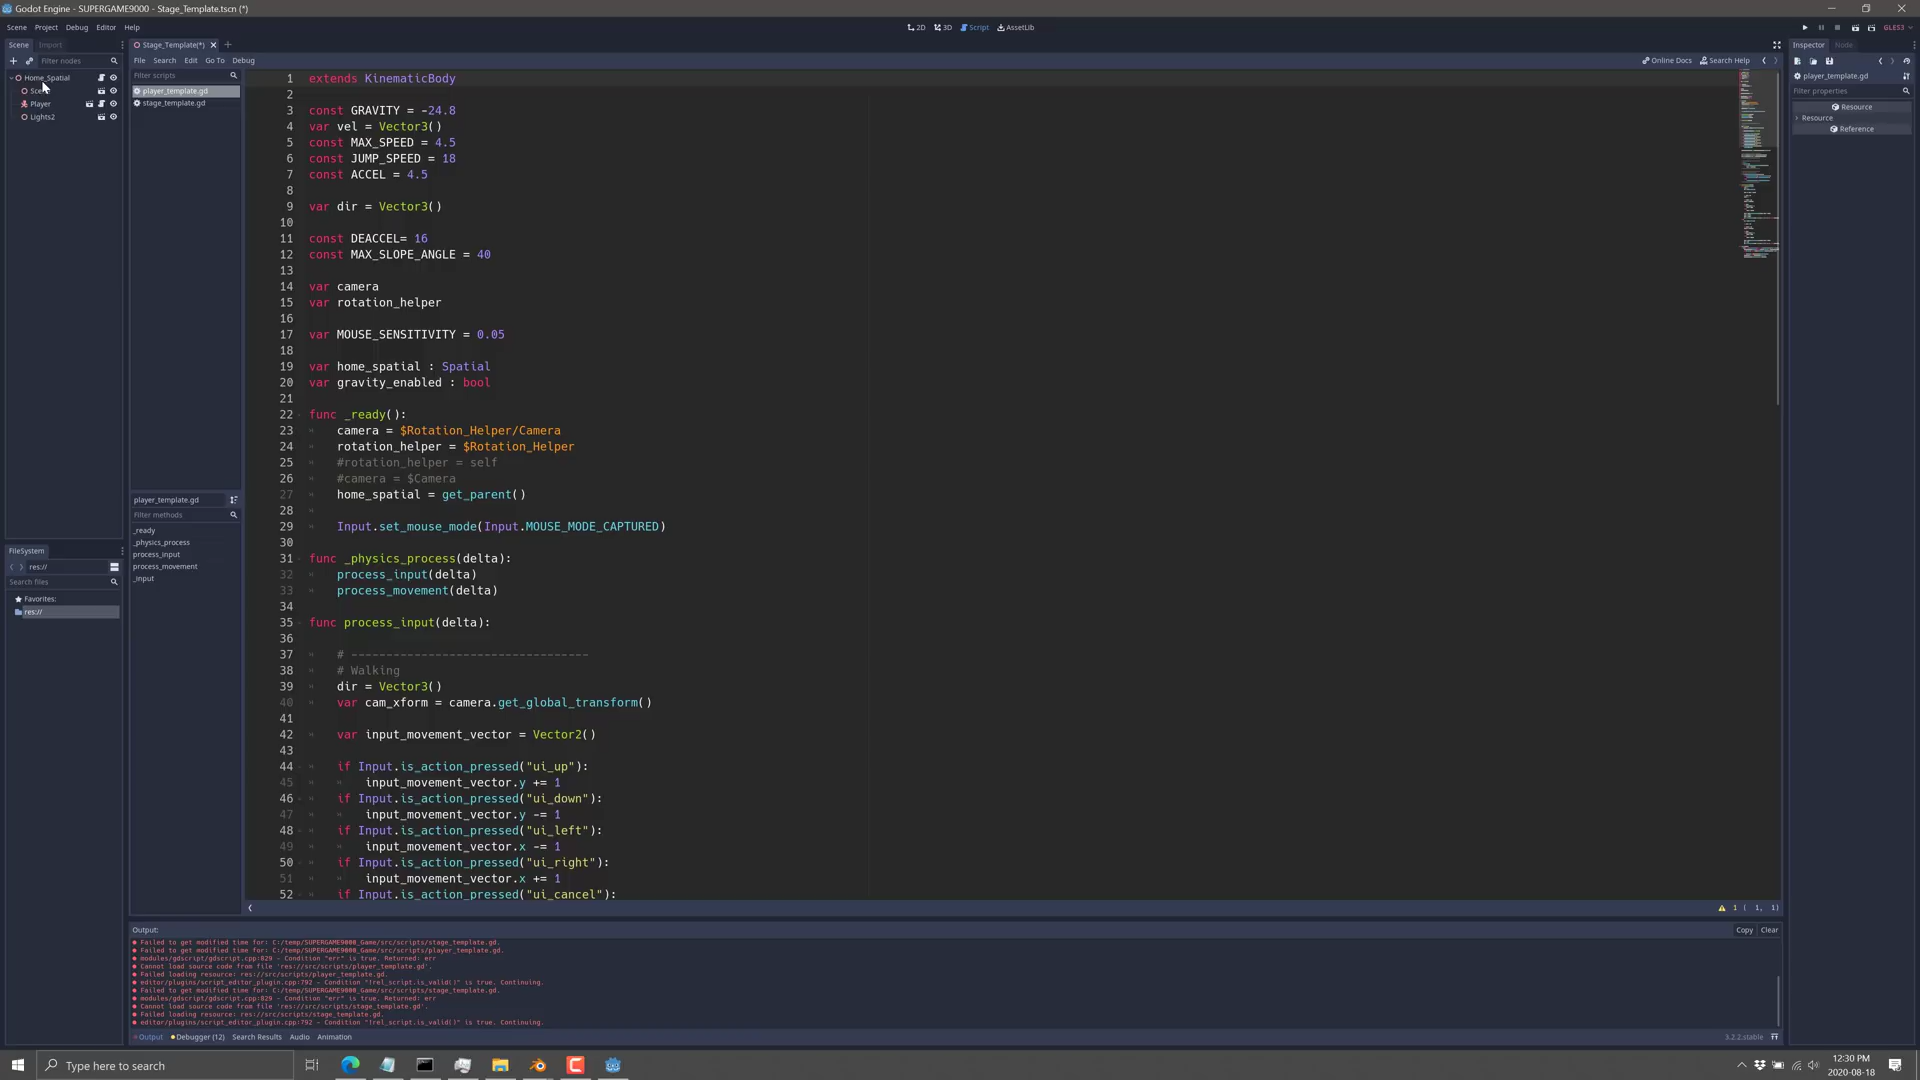 Godot Engine - SUPERGAME9000 - Stage_Template.tscn (*)
Scene Project Debug Editor Help
2D 3D Script AssetLib
GLES3
Scene Import
Stage_Template(*)
Inspector Node
Filter nodes
File Search Edit Go To Debug
Online Docs Search Help
Filter scripts
player_template.gd
Home_Spatial
Player
Lights2
player_template.gd
stage_template.gd
Filter properties
Resource
Resource
Reference
1 extends KinematicBody
2
3 const GRAVITY = -24.8
4 var vel = Vector3()
5 const MAX_SPEED = 4.5
6 const JUMP_SPEED = 18
7 const ACCEL = 4.5
8
9 var dir = Vector3()
10
11 const DEACCEL= 16
12 const MAX_SLOPE_ANGLE = 40
13
14 var camera
15 var rotation_helper
16
17 var MOUSE_SENSITIVITY = 0.05
18
19 var home_spatial : Spatial
20 var gravity_enabled : bool
21
22 func _ready():
23 camera = $Rotation_Helper/Camera
24 rotation_helper = $Rotation_Helper
25 #rotation_helper = self
26 #camera = $Camera
27 home_spatial = get_parent()
28
29 Input.set_mouse_mode(Input.MOUSE_MODE_CAPTURED)
30
31 func _physics_process(delta):
32 process_input(delta)
33 process_movement(delta)
34
35 func process_input(delta):
36
37 # ----------------------------------
38 # Walking
39 dir = Vector3()
40 var cam_xform = camera.get_global_transform()
41
42 var input_movement_vector = Vector2()
43
44 if Input.is_action_pressed("ui_up"):
45 input_movement_vector.y += 1
46 if Input.is_action_pressed("ui_down"):
47 input_movement_vector.y -= 1
48 if Input.is_action_pressed("ui_left"):
49 input_movement_vector.x -= 1
50 if Input.is_action_pressed("ui_right"):
51 input_movement_vector.x += 1
52 if Input.is_action_pressed("ui_cancel"):
player_template.gd
Filter methods
_ready
_physics_process
process_input
process_movement
_input
FileSystem
res://
Search files
Favorites:
res://
1 ( 1, 1)
Output:
Copy Clear
Failed to get modified time for: C:/temp/SUPERGAME9000_Game/src/scripts/stage_template.gd.
Failed to get modified time for: C:/temp/SUPERGAME9000_Game/src/scripts/player_template.gd.
modules/gdscript/gdscript.cpp:829 - Condition "err" is true. Returned: err
Cannot load source code from file 'res://src/scripts/player_template.gd'.
Failed loading resource: res://src/scripts/player_template.gd.
editor/plugins/script_editor_plugin.cpp:792 - Condition "!rel_script.is_valid()" is true. Continuing.
Failed to get modified time for: C:/temp/SUPERGAME9000_Game/src/scripts/stage_template.gd.
modules/gdscript/gdscript.cpp:829 - Condition "err" is true. Returned: err
Cannot load source code from file 'res://src/scripts/stage_template.gd'.
Failed loading resource: res://src/scripts/stage_template.gd.
editor/plugins/script_editor_plugin.cpp:792 - Condition "!rel_script.is_valid()" is true. Continuing.
Output Debugger (12) Search Results Audio Animation
3.2.2.stable
Type here to search
12:30 PM
2020-08-18